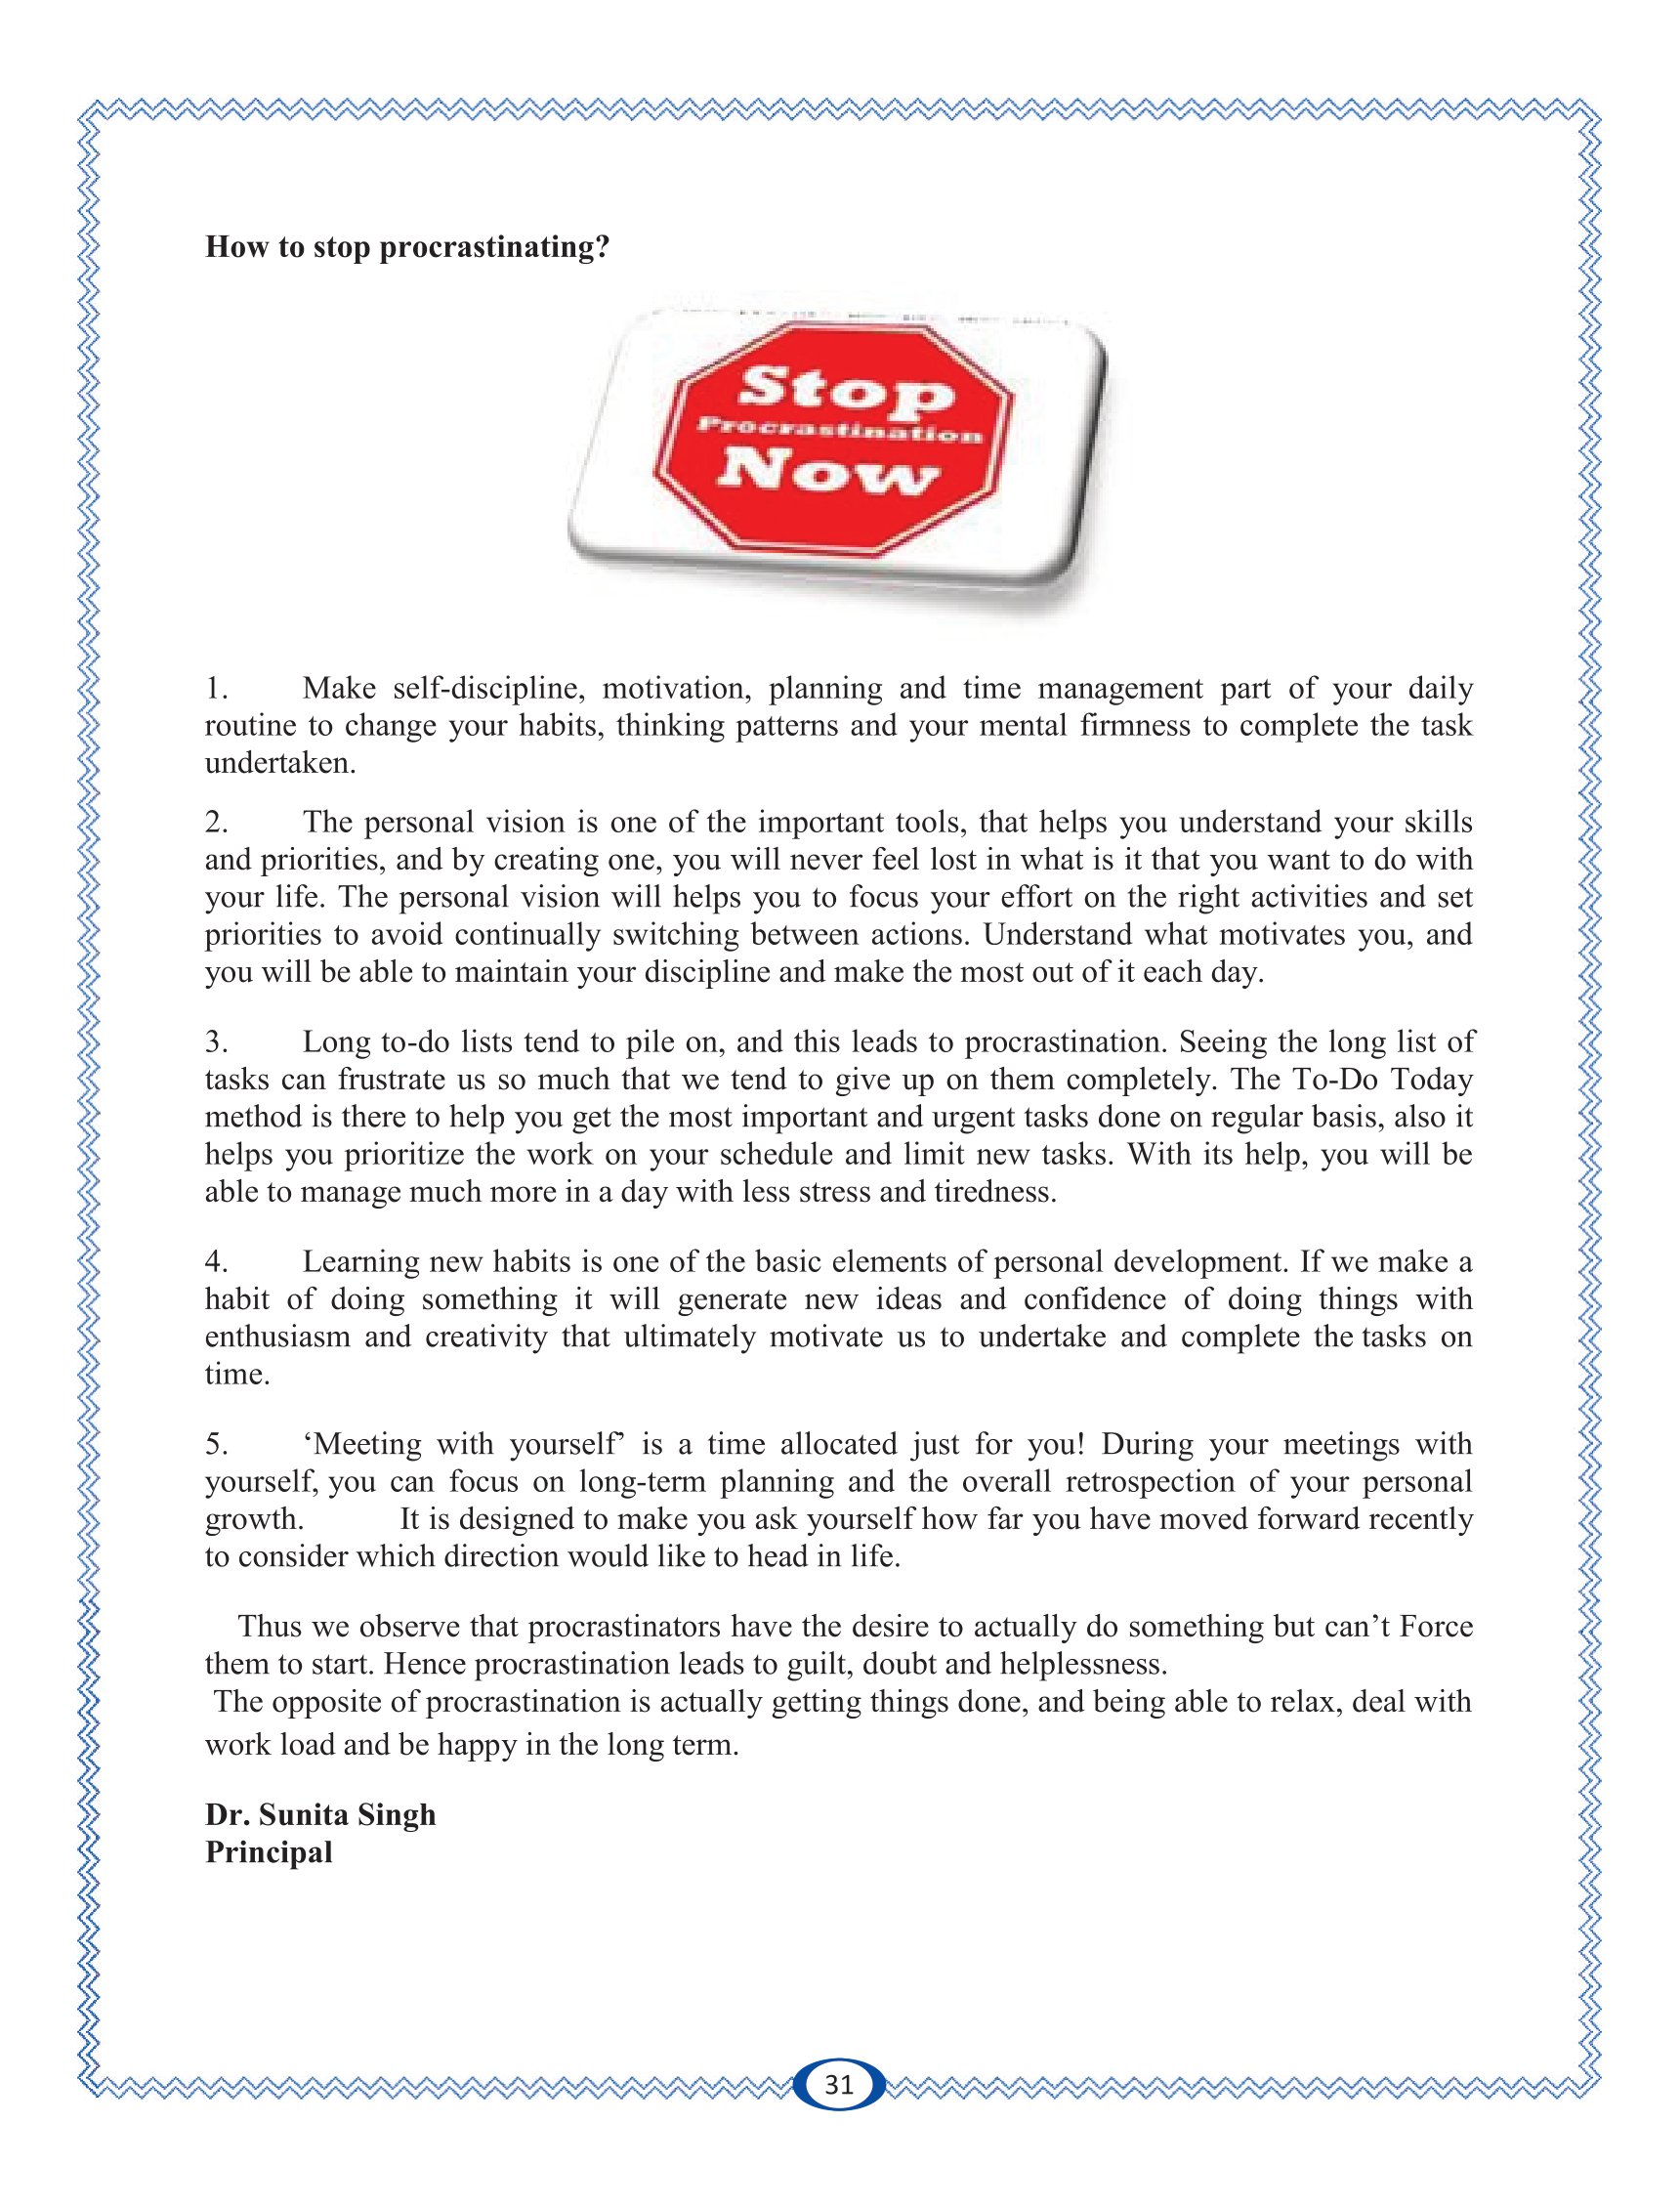 How to stop procrastinating?
Stop
Procrastination
Now
1. Make self-discipline, motivation, planning and time management part of your daily
routine to change your habits, thinking patterns and your mental firmness to complete the task
undertaken.
2. The personal vision is one of the important tools, that helps you understand your skills
and priorities, and by creating one, you will never feel lost in what is it that you want to do with
your life. The personal vision will helps you to focus your effort on the right activities and set
priorities to avoid continually switching between actions. Understand what motivates you, and
you will be able to maintain your discipline and make the most out of it each day.
3. Long to-do lists tend to pile on, and this leads to procrastination. Seeing the long list of
tasks can frustrate us so much that we tend to give up on them completely. The To-Do Today
method is there to help you get the most important and urgent tasks done on regular basis, also it
helps you prioritize the work on your schedule and limit new tasks. With its help, you will be
able to manage much more in a day with less stress and tiredness.
4. Learning new habits is one of the basic elements of personal development. If we make a
habit of doing something it will generate new ideas and confidence of doing things with
enthusiasm and creativity that ultimately motivate us to undertake and complete the tasks on
time.
5. ‘Meeting with yourself’ is a time allocated just for you! During your meetings with
yourself, you can focus on long-term planning and the overall retrospection of your personal
growth. It is designed to make you ask yourself how far you have moved forward recently
to consider which direction would like to head in life.
Thus we observe that procrastinators have the desire to actually do something but can’t Force
them to start. Hence procrastination leads to guilt, doubt and helplessness.
The opposite of procrastination is actually getting things done, and being able to relax, deal with
work load and be happy in the long term.
Dr. Sunita Singh
Principal
31